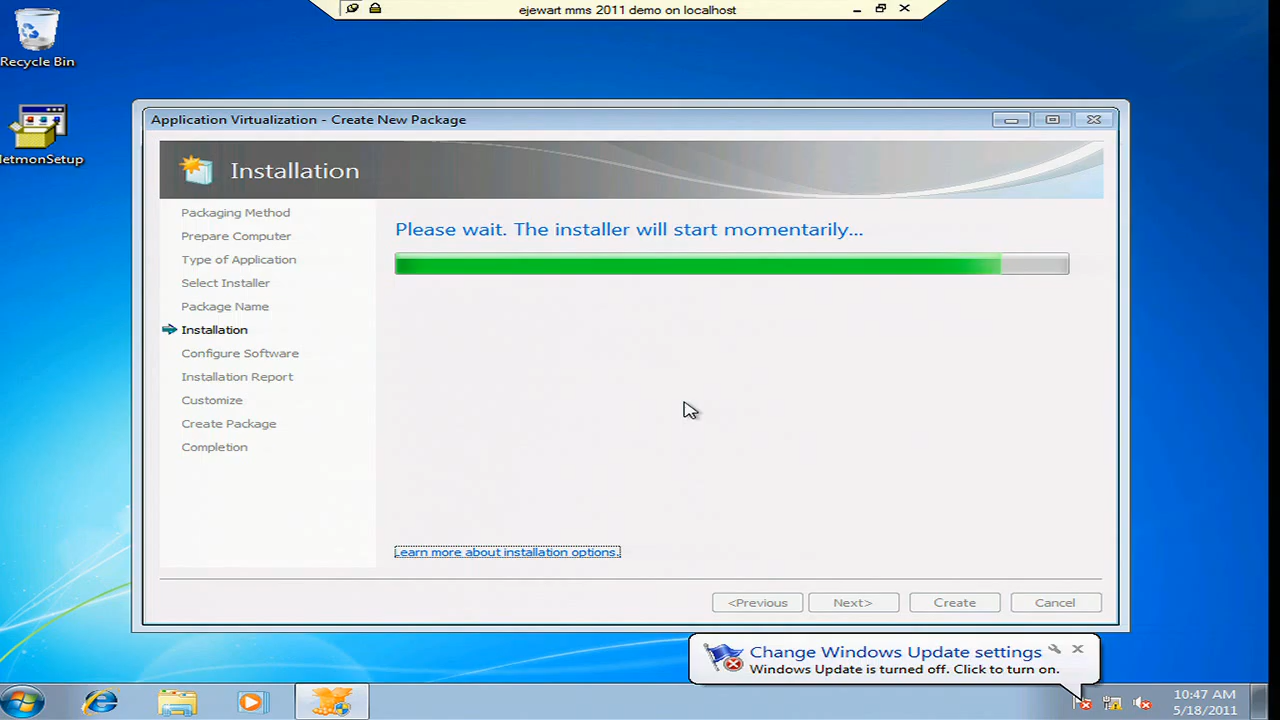 ejewart mms 2011 demo on localhost
Recycle Bin
letmonSetup
Application Virtualization - Create New Package
Installation
Packaging Method
Prepare Computer
Type of Application
Select Installer
Package Name
Installation
Configure Software
Installation Report
Customize
Create Package
Completion
Please wait. The installer will start momentarily...
Learn more about installation options.
<Previous
Next>
Create
Cancel
Change Windows Update settings
Windows Update is turned off. Click to turn on.
10:47 AM
5/18/2011